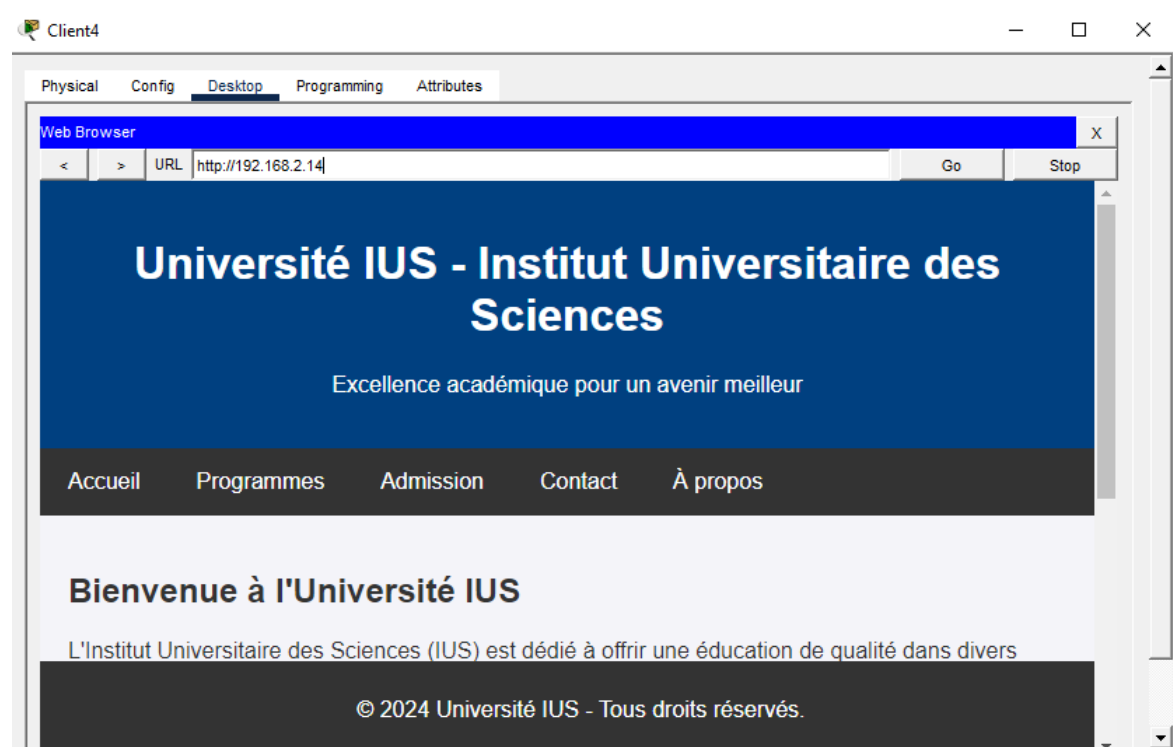 Client4
Physical Config Desktop Programming Attributes
Web Browser X
< > URL http://192.168.2.14 Go Stop
Université IUS - Institut Universitaire des
Sciences
Excellence académique pour un avenir meilleur
Accueil Programmes Admission Contact À propos
Bienvenue à l'Université IUS
L'Institut Universitaire des Sciences (IUS) est dédié à offrir une éducation de qualité dans divers
© 2024 Université IUS - Tous droits réservés.